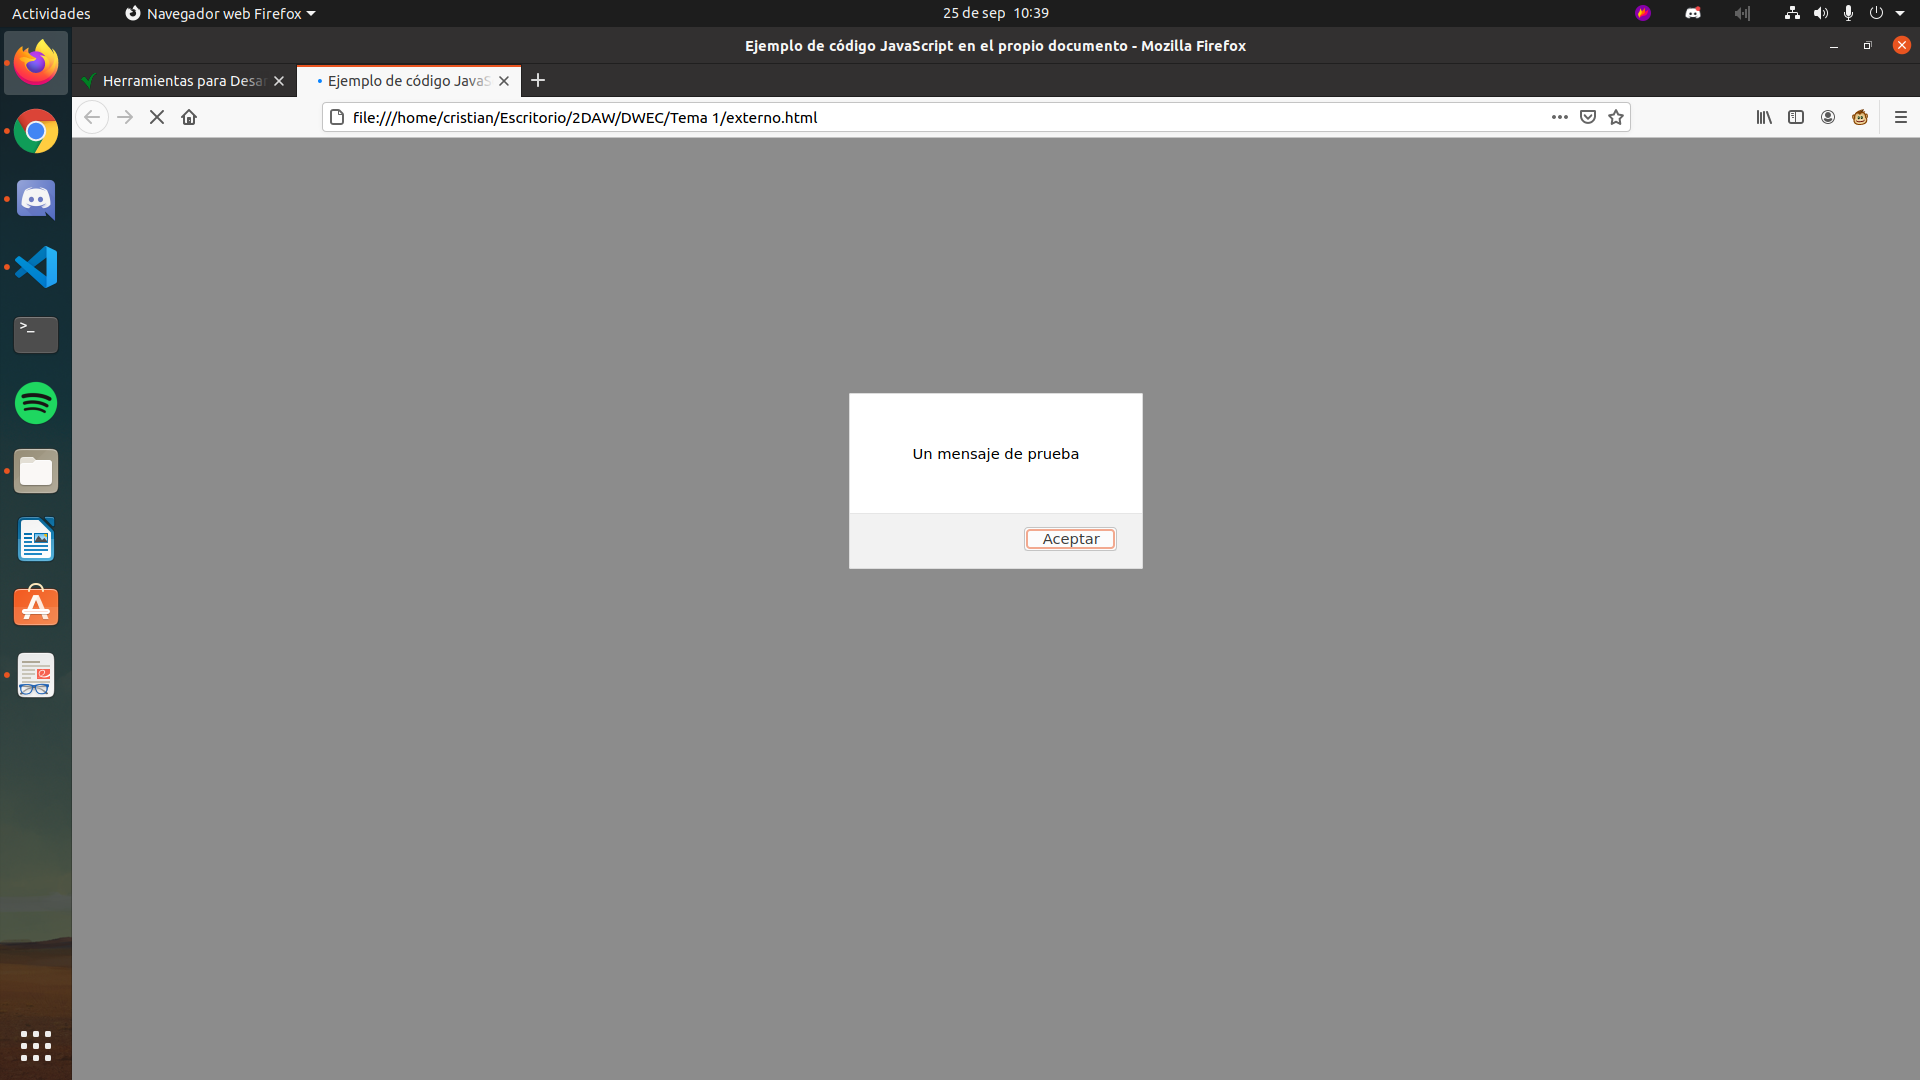 Actividades
Navegador web Firefox
25 de sep 10:39
Ejemplo de código JavaScript en el propio documento - Mozilla Firefox
Herramientas para Desa
Ejemplo de código JavaS
file:///home/cristian/Escritorio/2DAW/DWEC/Tema 1/externo.html
>_
Un mensaje de prueba
Aceptar